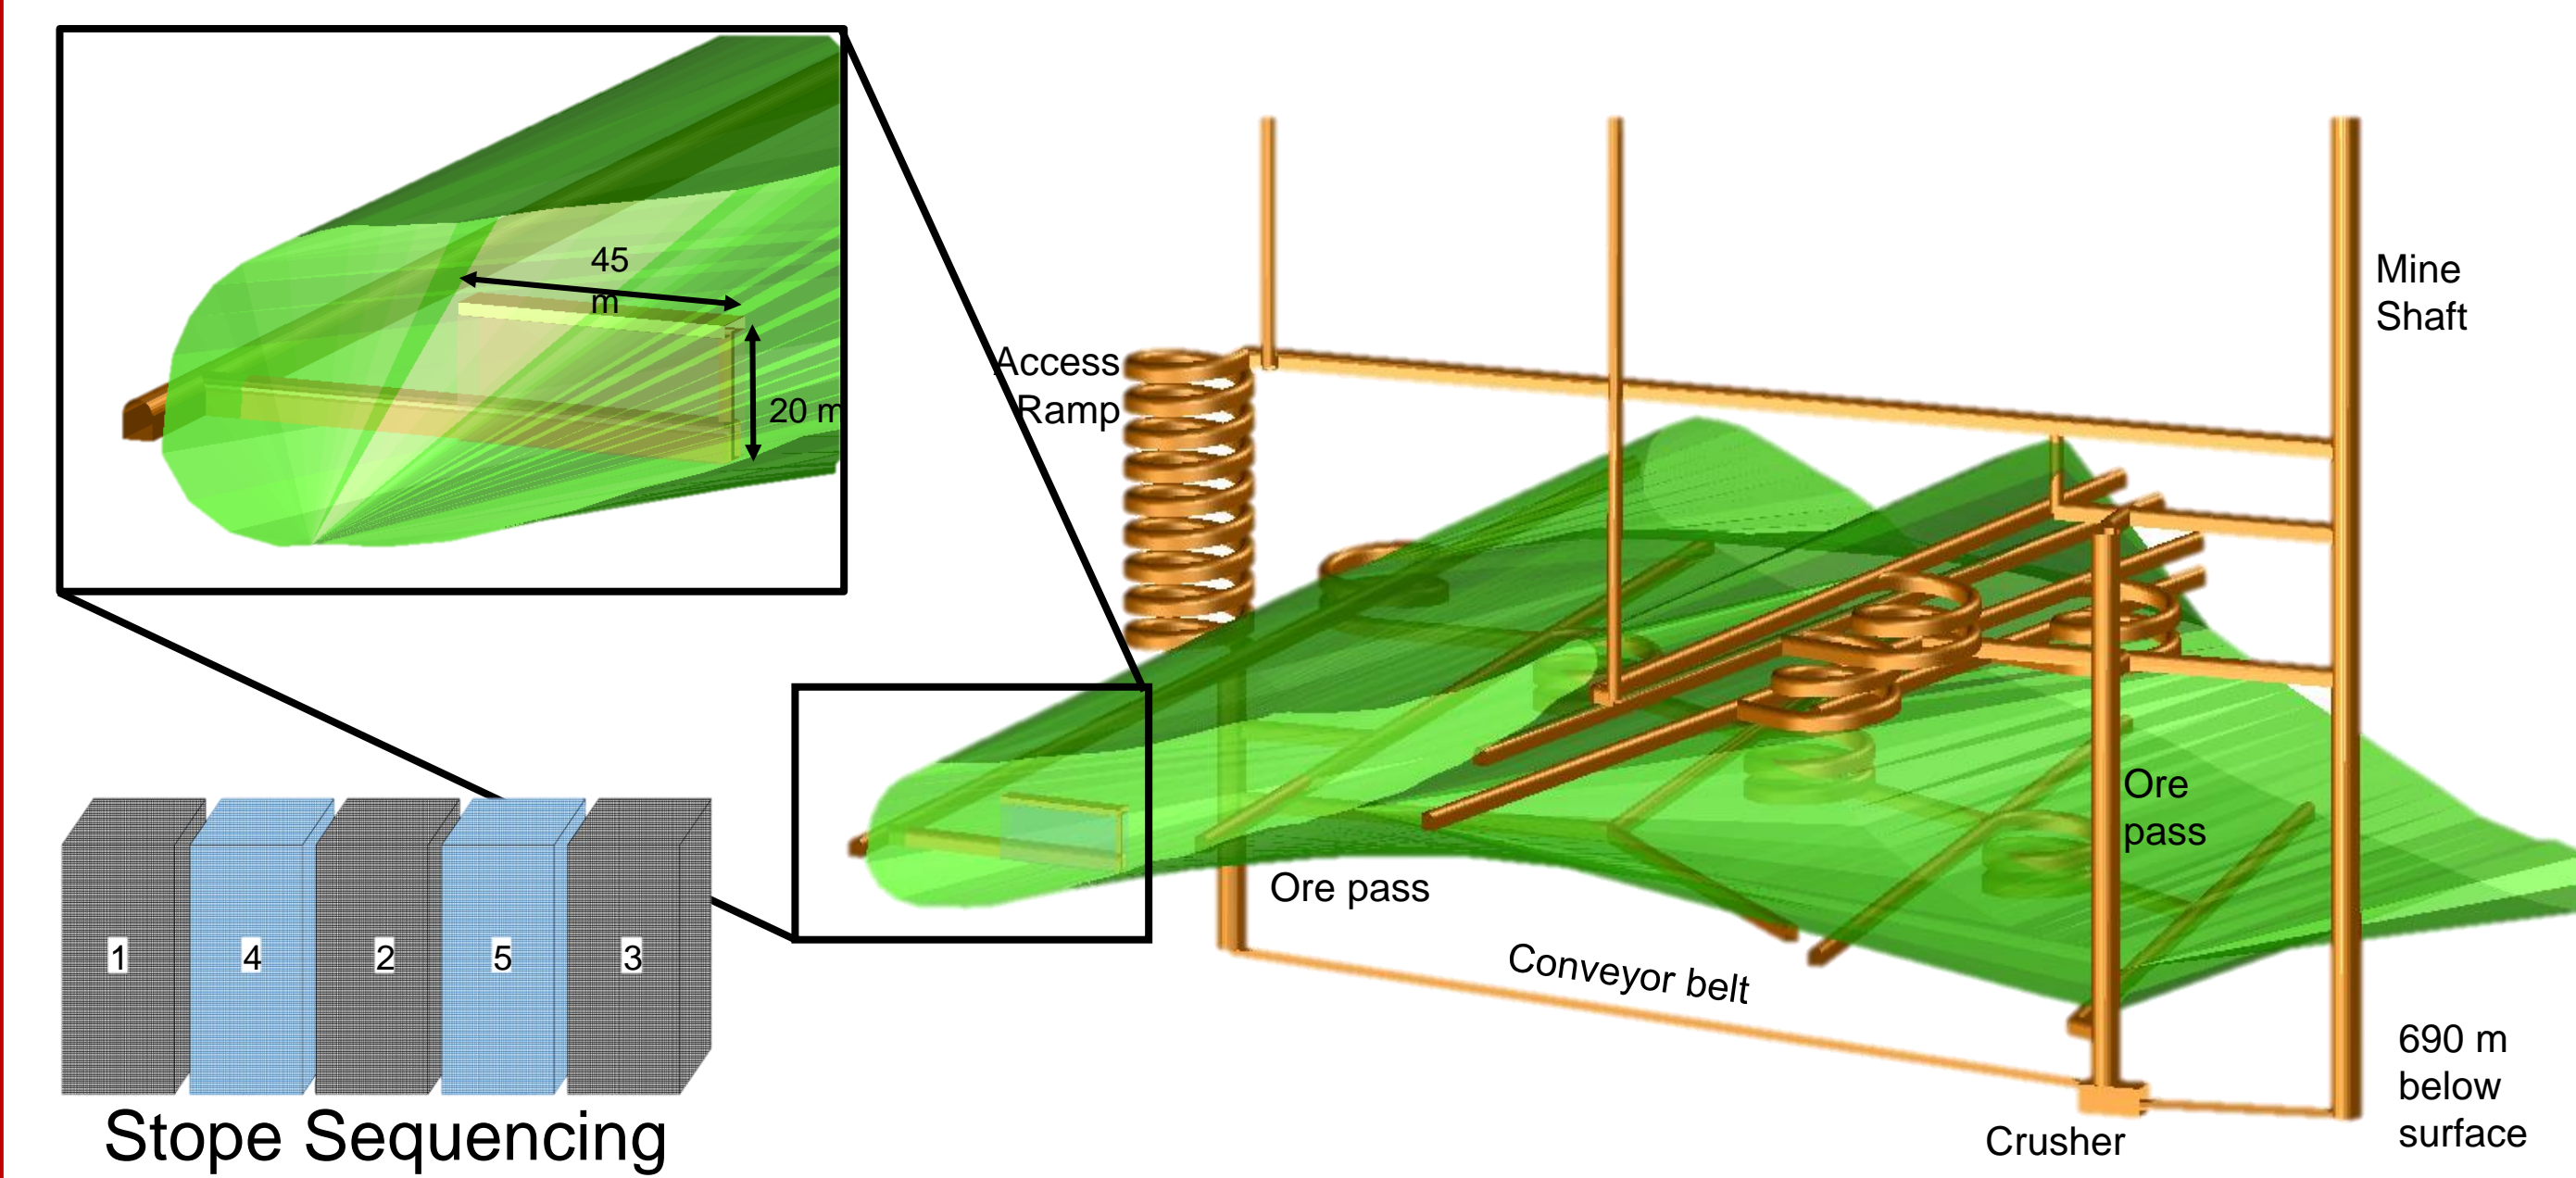 45
m
20 m
Access
Ramp
Mine
Shaft
Ore
pass
Ore pass
Conveyor belt
1
4
2
5
3
690 m
below
surface
Stope Sequencing
Crusher